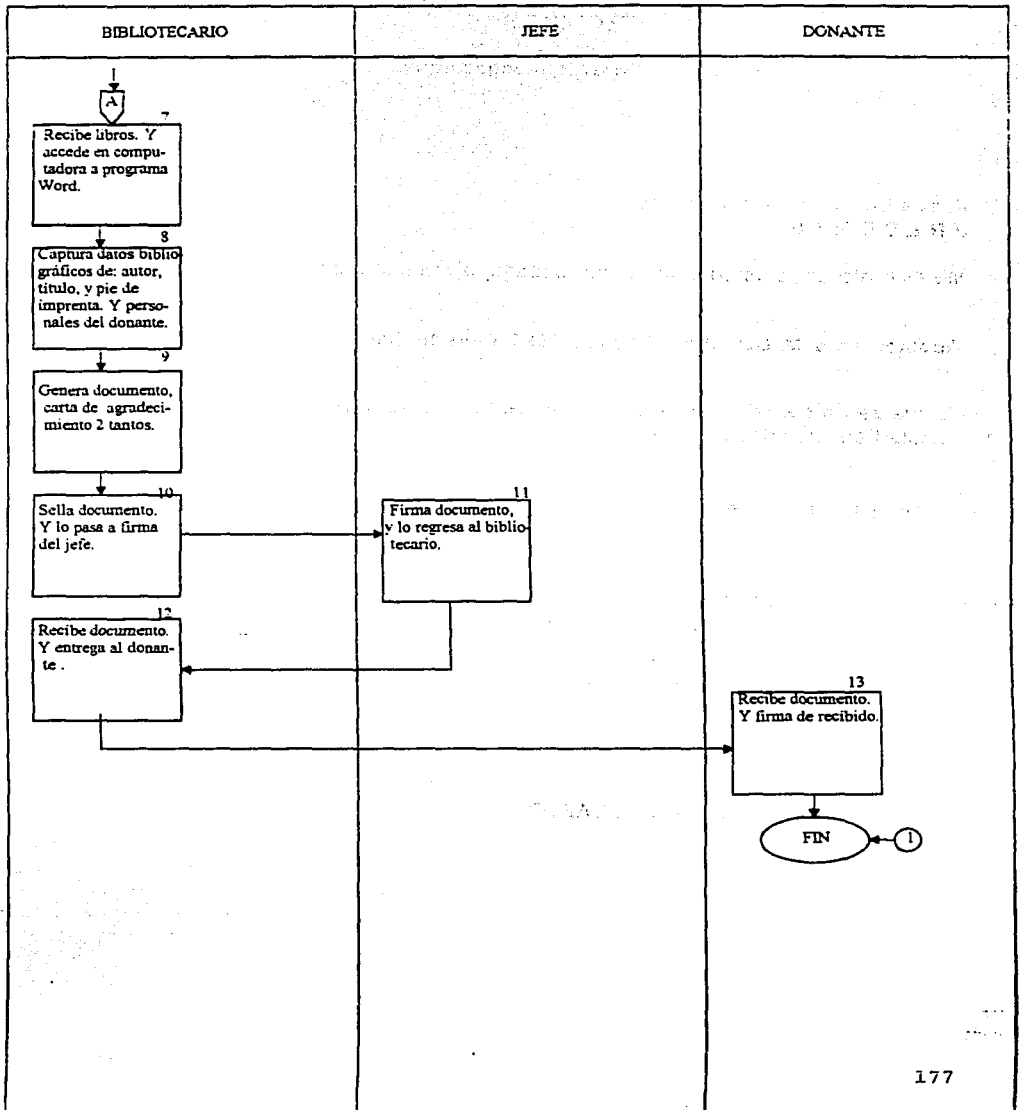 BIBLIOTECARIO
JEFE
DONANTE
A
7
Recibe libros. Y
accede en compu-
tadora a programa
Word.
8
Captura datos biblio-
gráficos de: autor,
título, y pie de
imprenta. Y perso-
nales del donante.
9
Genera documento,
carta de agradeci-
miento 2 tantos.
10
Sella documento.
Y lo pasa a firma
del jefe.
11
Firma documento,
y lo regresa al biblio-
tecario.
12
Recibe documento.
Y entrega al donan-
te .
13
Recibe documento.
Y firma de recibido.
FIN
1
177